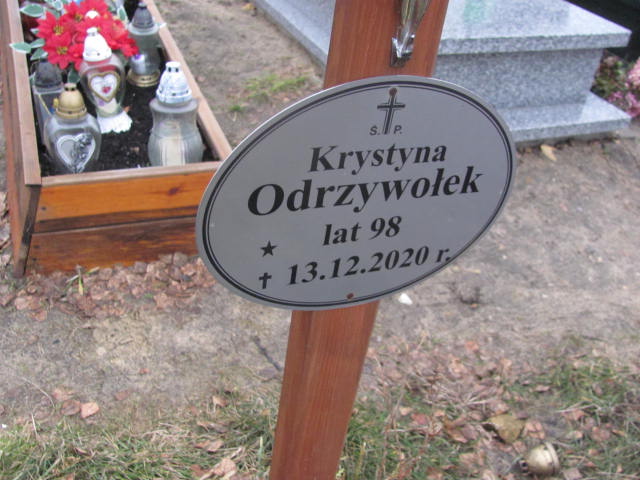 Ś.P.
Krystyna
Odrzywołek
lat 98
13.12.2020 r.